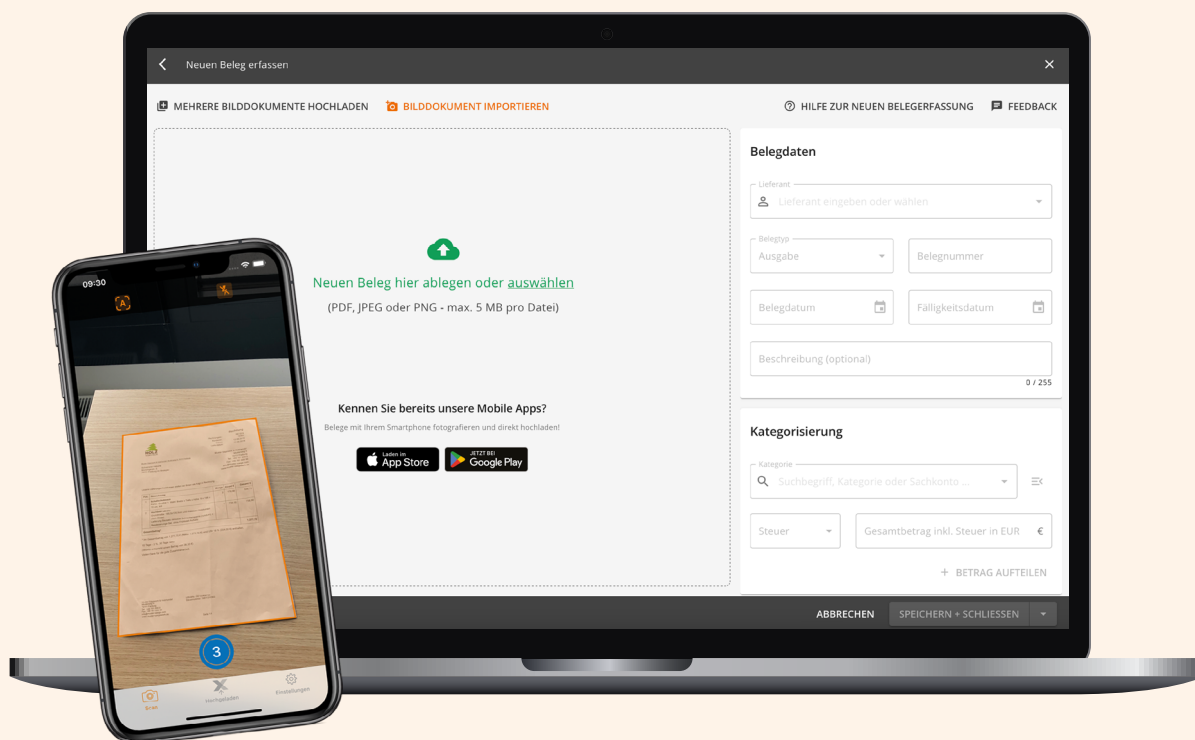 Neuen Beleg erfassen
MEHRERE BILDDOKUMENTE HOCHLADEN
BILDDOKUMENT IMPORTIEREN
HILFE ZUR NEUEN BELEGERFASSUNG
FEEDBACK
Neuen Beleg hier ablegen oder auswählen
(PDF, JPEG oder PNG - max. 5 MB pro Datei)
Kennen Sie bereits unsere Mobile Apps?
Belege mit Ihrem Smartphone fotografieren und direkt hochladen!
Laden im
App Store
JETZT BEI
Google Play
Belegdaten
Lieferant
Lieferant eingeben oder wählen
Belegtyp
Ausgabe
Belegnummer
Belegdatum
Fälligkeitsdatum
Beschreibung (optional)
0 / 255
Kategorisierung
Kategorie
Suchbegriff, Kategorie oder Sachkonto ...
Steuer
Gesamtbetrag inkl. Steuer in EUR €
+ BETRAG AUFTEILEN
ABBRECHEN
SPEICHERN + SCHLIESSEN
09:30
A
3
Hochgeladen
Einstellungen